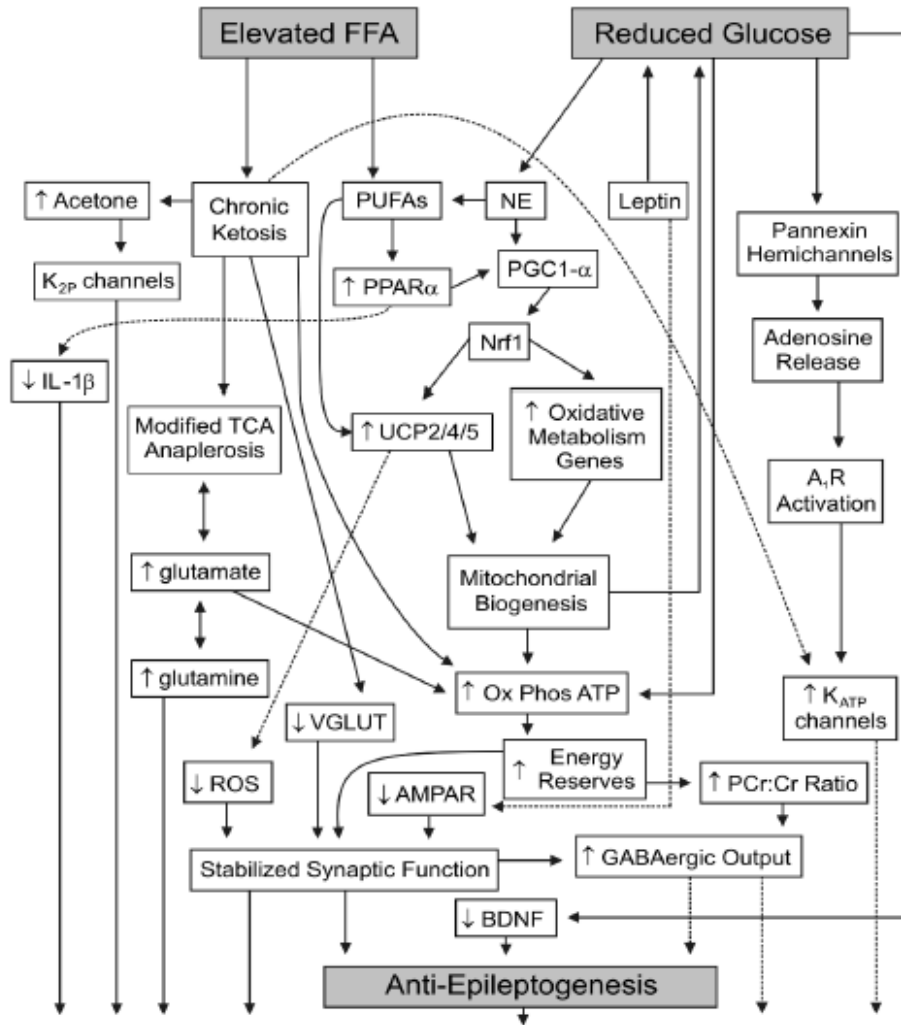 Elevated FFA
Reduced Glucose
↑ Acetone
Chronic
Ketosis
PUFAs
NE
Leptin
Pannexin
Hemichannels
K2P channels
↑ PPARα
PGC1-α
Nrf1
Adenosine
Release
↓ IL-1β
Modified TCA
Anaplerosis
↑ UCP2/4/5
↑ Oxidative
Metabolism
Genes
A1R
Activation
↑ glutamate
Mitochondrial
Biogenesis
↑ glutamine
↑ Ox Phos ATP
↑ KATP
channels
↓ VGLUT
↑ Energy
Reserves
↓ ROS
↓ AMPAR
↑ PCr:Cr Ratio
Stabilized Synaptic Function
↑ GABAergic Output
↓ BDNF
Anti-Epileptogenesis